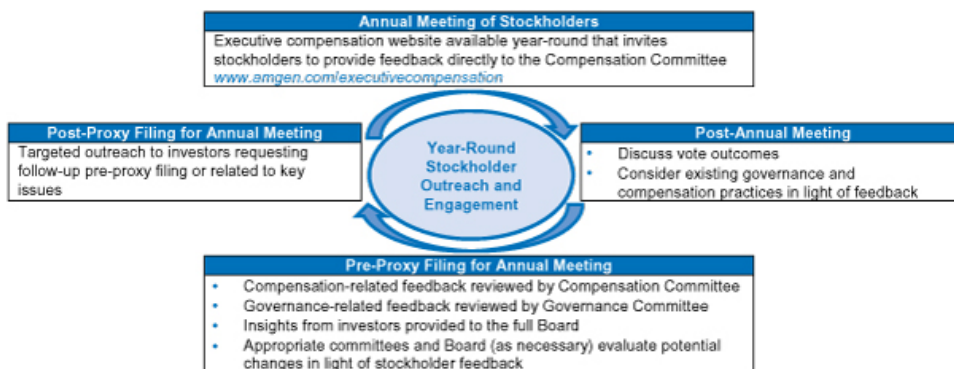 Annual Meeting of Stockholders
Executive compensation website available year-round that invites
stockholders to provide feedback directly to the Compensation Committee
www.amgen.com/executivecompensation
Post-Proxy Filing for Annual Meeting
Targeted outreach to investors requesting
follow-up pre-proxy filing or related to key
issues
Year-Round
Stockholder
Outreach and
Engagement
Post-Annual Meeting
• Discuss vote outcomes
• Consider existing governance and
compensation practices in light of feedback
Pre-Proxy Filing for Annual Meeting
• Compensation-related feedback reviewed by Compensation Committee
• Governance-related feedback reviewed by Governance Committee
• Insights from investors provided to the full Board
• Appropriate committees and Board (as necessary) evaluate potential
changes in light of stockholder feedback